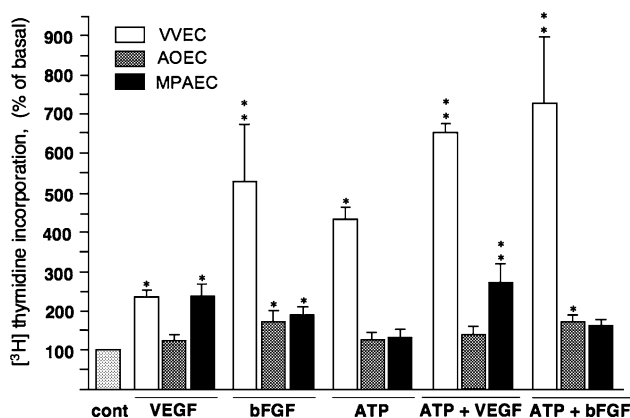 [³H] thymidine incorporation, (% of basal)
900
800
700
600
500
400
300
200
100
VVEC
AOEC
MPAEC
*
*
*
*
*
*
*
*
*
*
*
*
*
*
cont
VEGF
bFGF
ATP
ATP + VEGF
ATP + bFGF